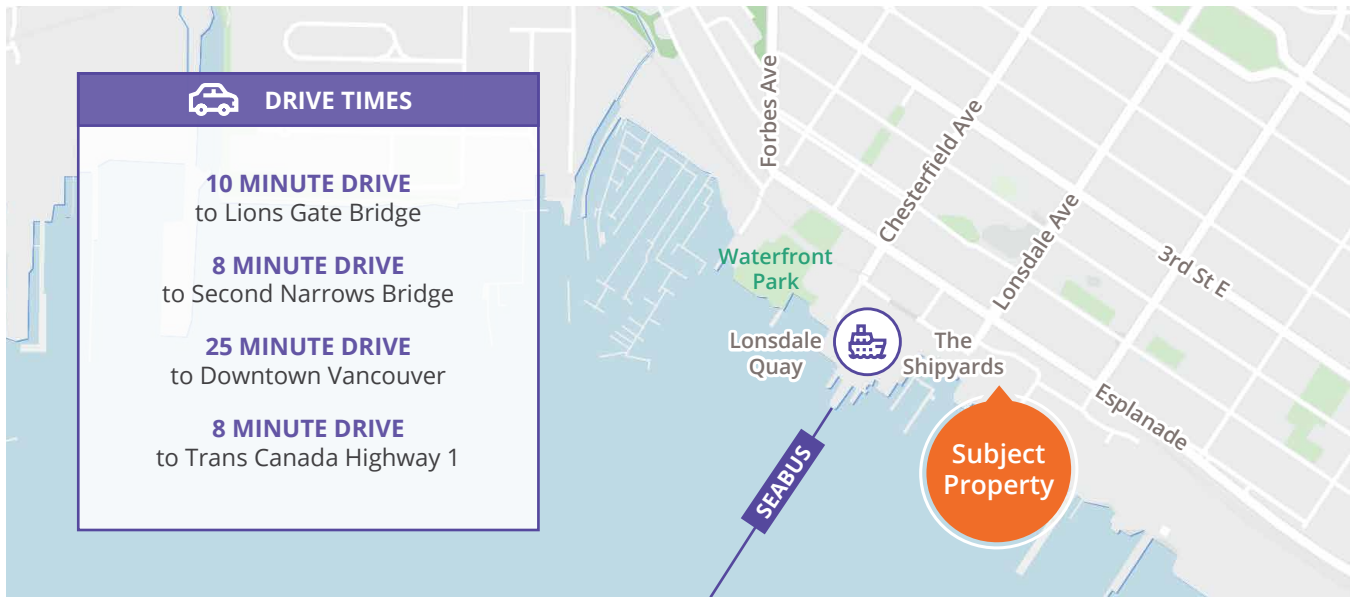 DRIVE TIMES
10 MINUTE DRIVE
to Lions Gate Bridge
8 MINUTE DRIVE
to Second Narrows Bridge
25 MINUTE DRIVE
to Downtown Vancouver
8 MINUTE DRIVE
to Trans Canada Highway 1
Forbes Ave
Chesterfield Ave
Lonsdale Ave
3rd St E
Waterfront
Park
Lonsdale
Quay
The
Shipyards
Esplanade
SEABUS
Subject
Property